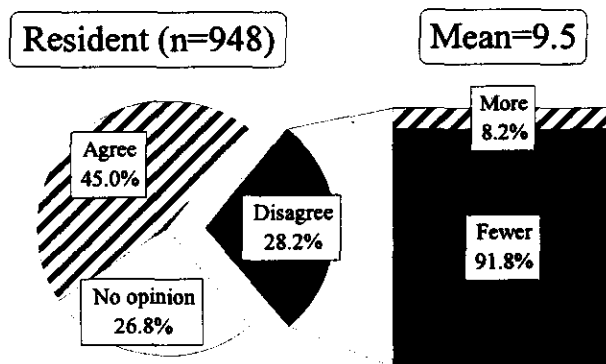 Resident (n=948)
Mean=9.5
Agree
45.0%
Disagree
28.2%
No opinion
26.8%
More
8.2%
Fewer
91.8%